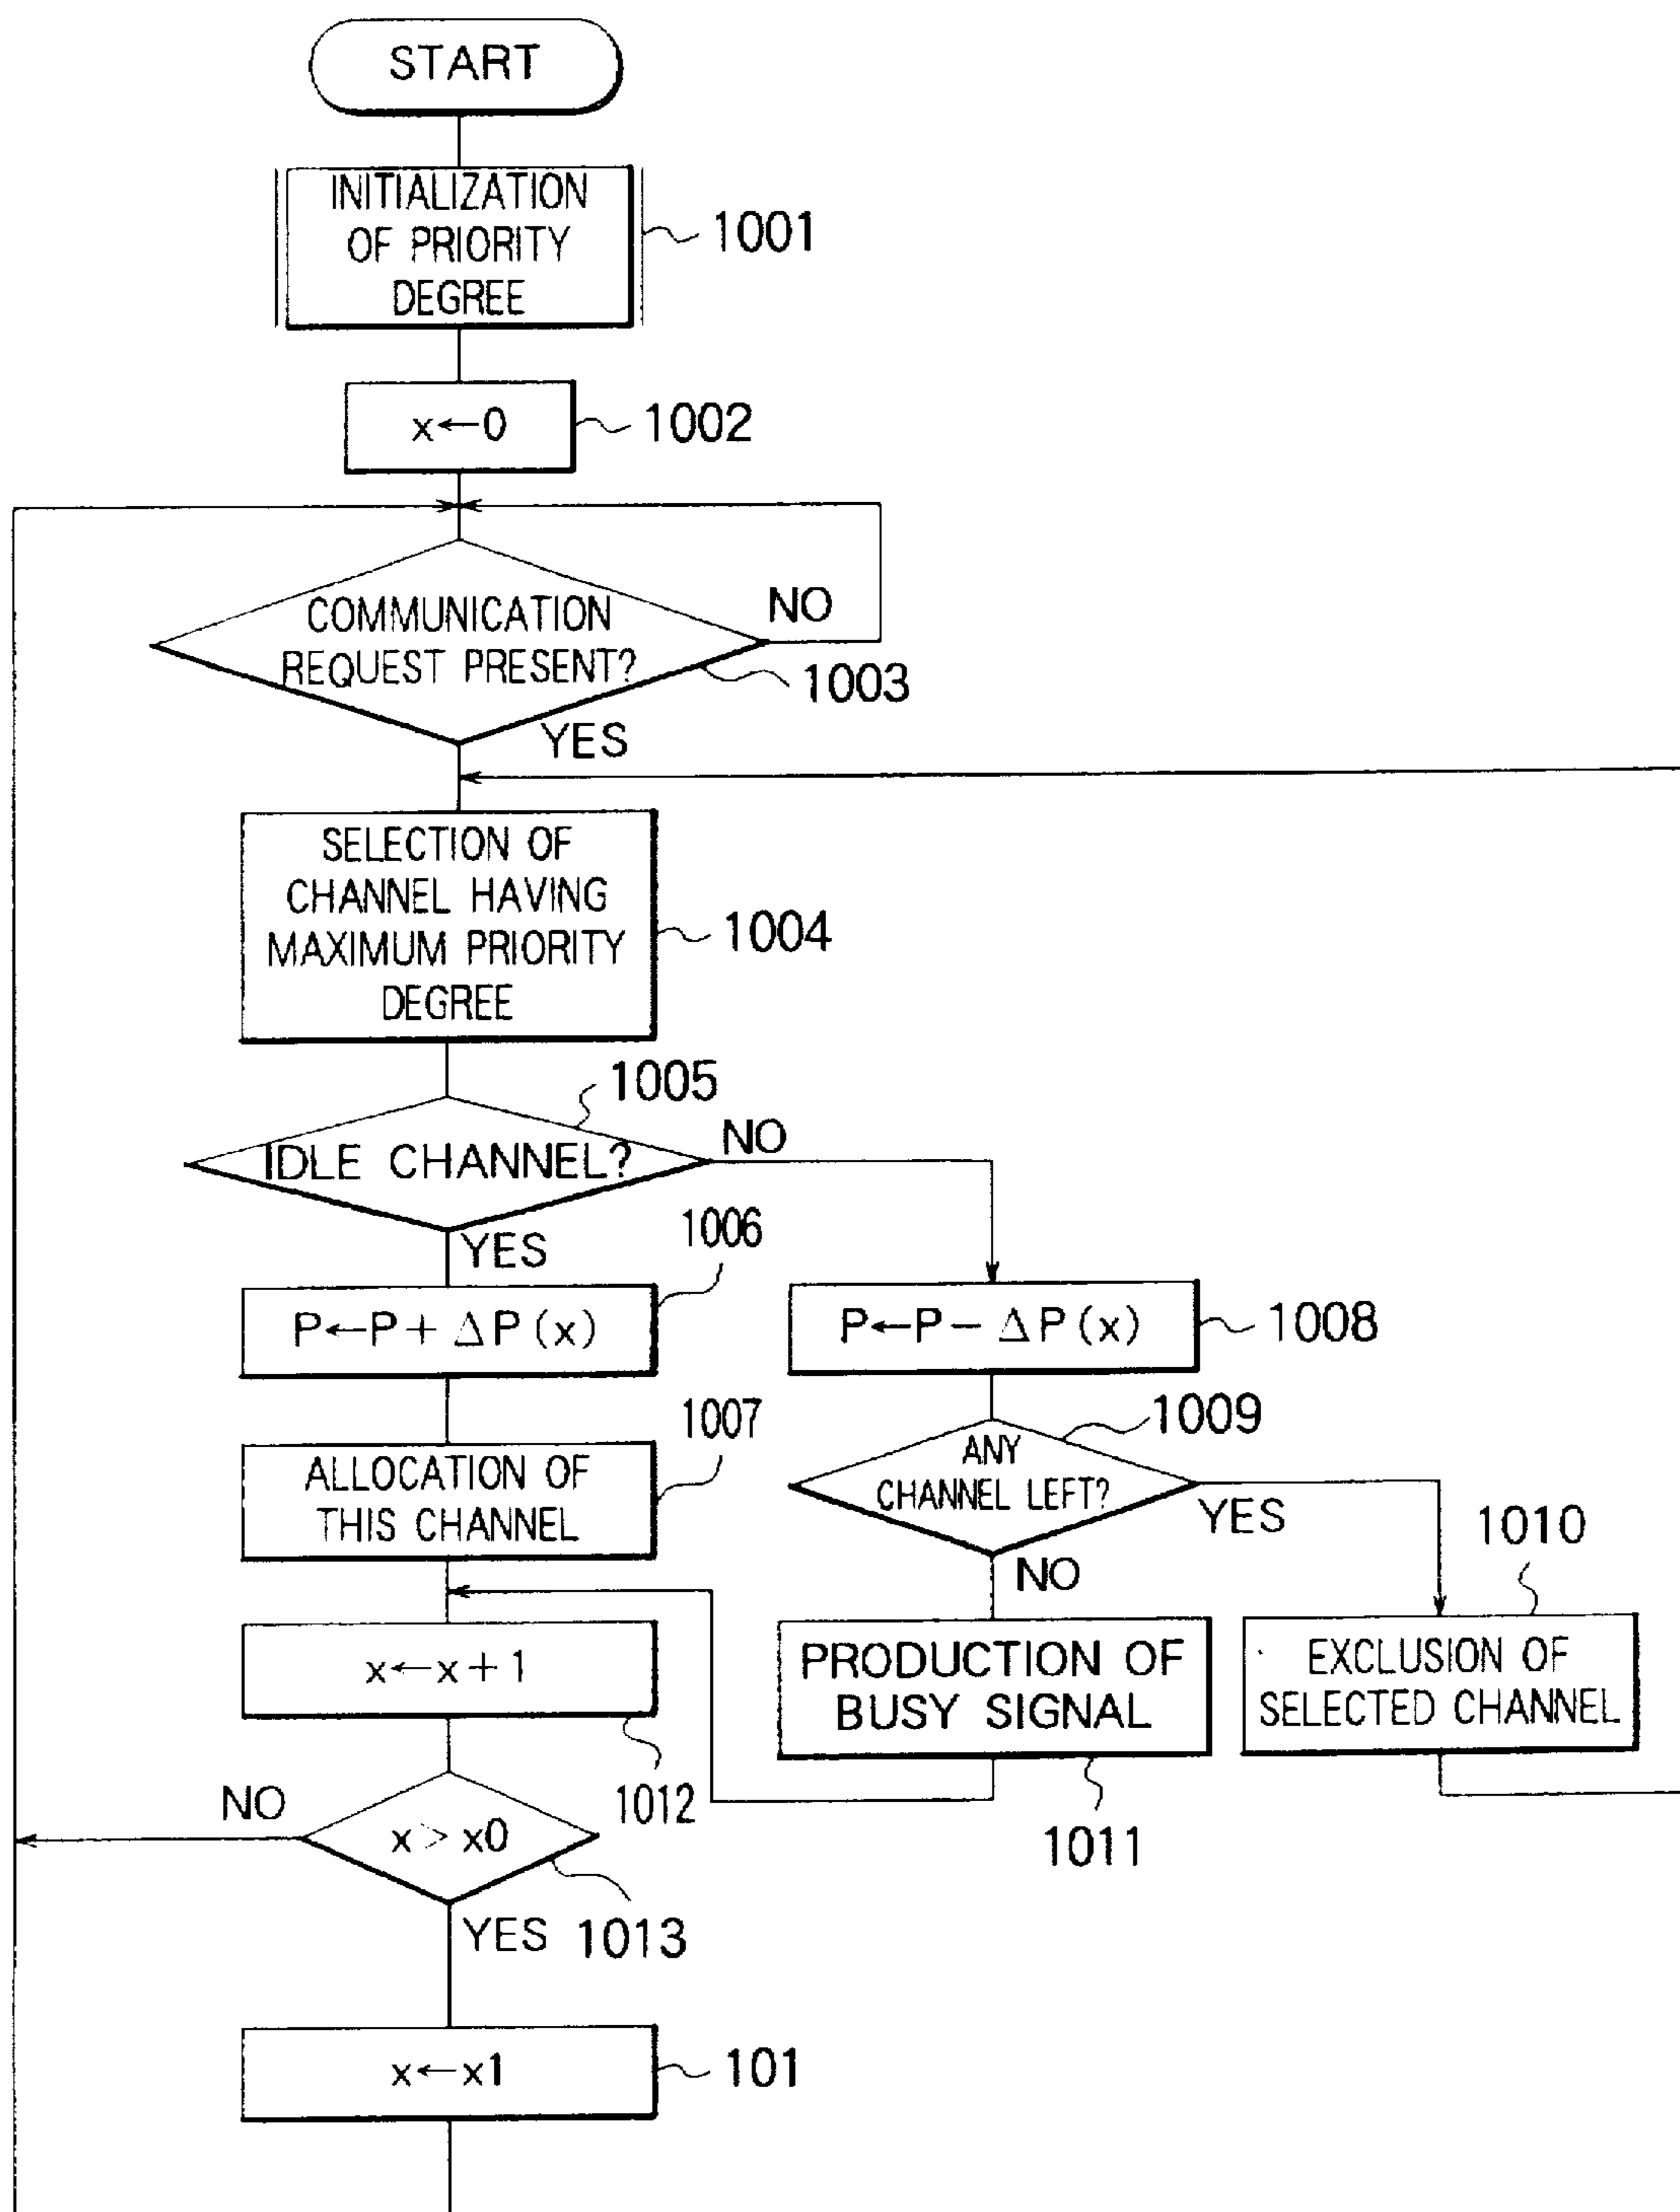 START
INITIALIZATION
OF PRIORITY
DEGREE
1001
x←0
1002
COMMUNICATION
REQUEST PRESENT?
NO
1003
YES
SELECTION OF
CHANNEL HAVING
MAXIMUM PRIORITY
DEGREE
1004
1005
IDLE CHANNEL?
NO
YES
1006
P←P+ ΔP(x)
P←P− ΔP(x)
1008
1007
ALLOCATION OF
THIS CHANNEL
1009
ANY
CHANNEL LEFT?
YES
NO
1010
x←x+1
1012
PRODUCTION OF
BUSY SIGNAL
1011
EXCLUSION OF
SELECTED CHANNEL
NO
x>x0
YES
1013
x←x1
101